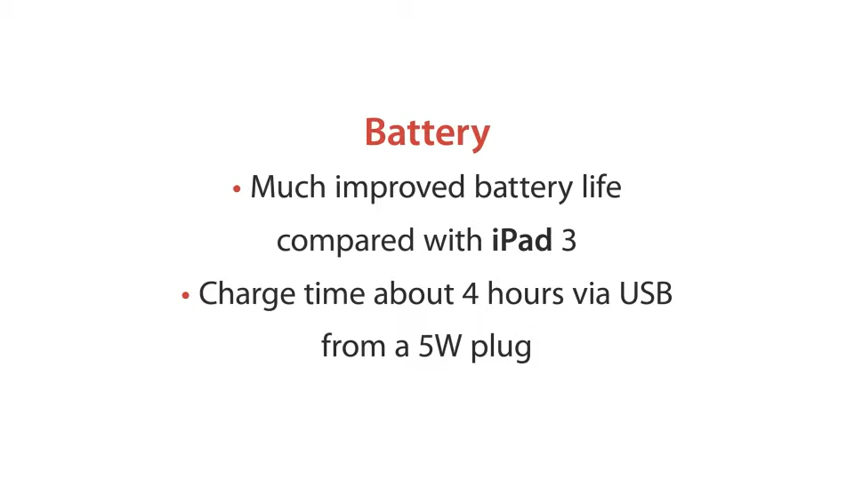 Battery
• Much improved battery life
compared with iPad 3
• Charge time about 4 hours via USB
from a 5W plug